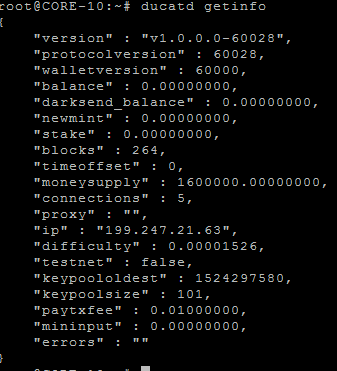 root@CORE-10:~# ducatd getinfo
{
"version" : "v1.0.0.0-60028",
"protocolversion" : 60028,
"walletversion" : 60000,
"balance" : 0.00000000,
"darksend_balance" : 0.00000000,
"newmint" : 0.00000000,
"stake" : 0.00000000,
"blocks" : 264,
"timeoffset" : 0,
"moneysupply" : 1600000.00000000,
"connections" : 5,
"proxy" : "",
"ip" : "199.247.21.63",
"difficulty" : 0.00001526,
"testnet" : false,
"keypoololdest" : 1524297580,
"keypoolsize" : 101,
"paytxfee" : 0.01000000,
"mininput" : 0.00000000,
"errors" : ""
}